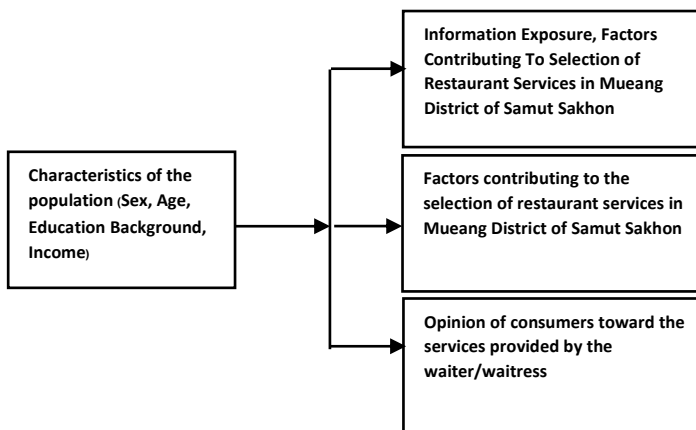 Characteristics of the
population (Sex, Age,
Education Background,
Income)
Information Exposure, Factors
Contributing To Selection of
Restaurant Services in Mueang
District of Samut Sakhon
Factors contributing to the
selection of restaurant services in
Mueang District of Samut Sakhon
Opinion of consumers toward the
services provided by the
waiter/waitress